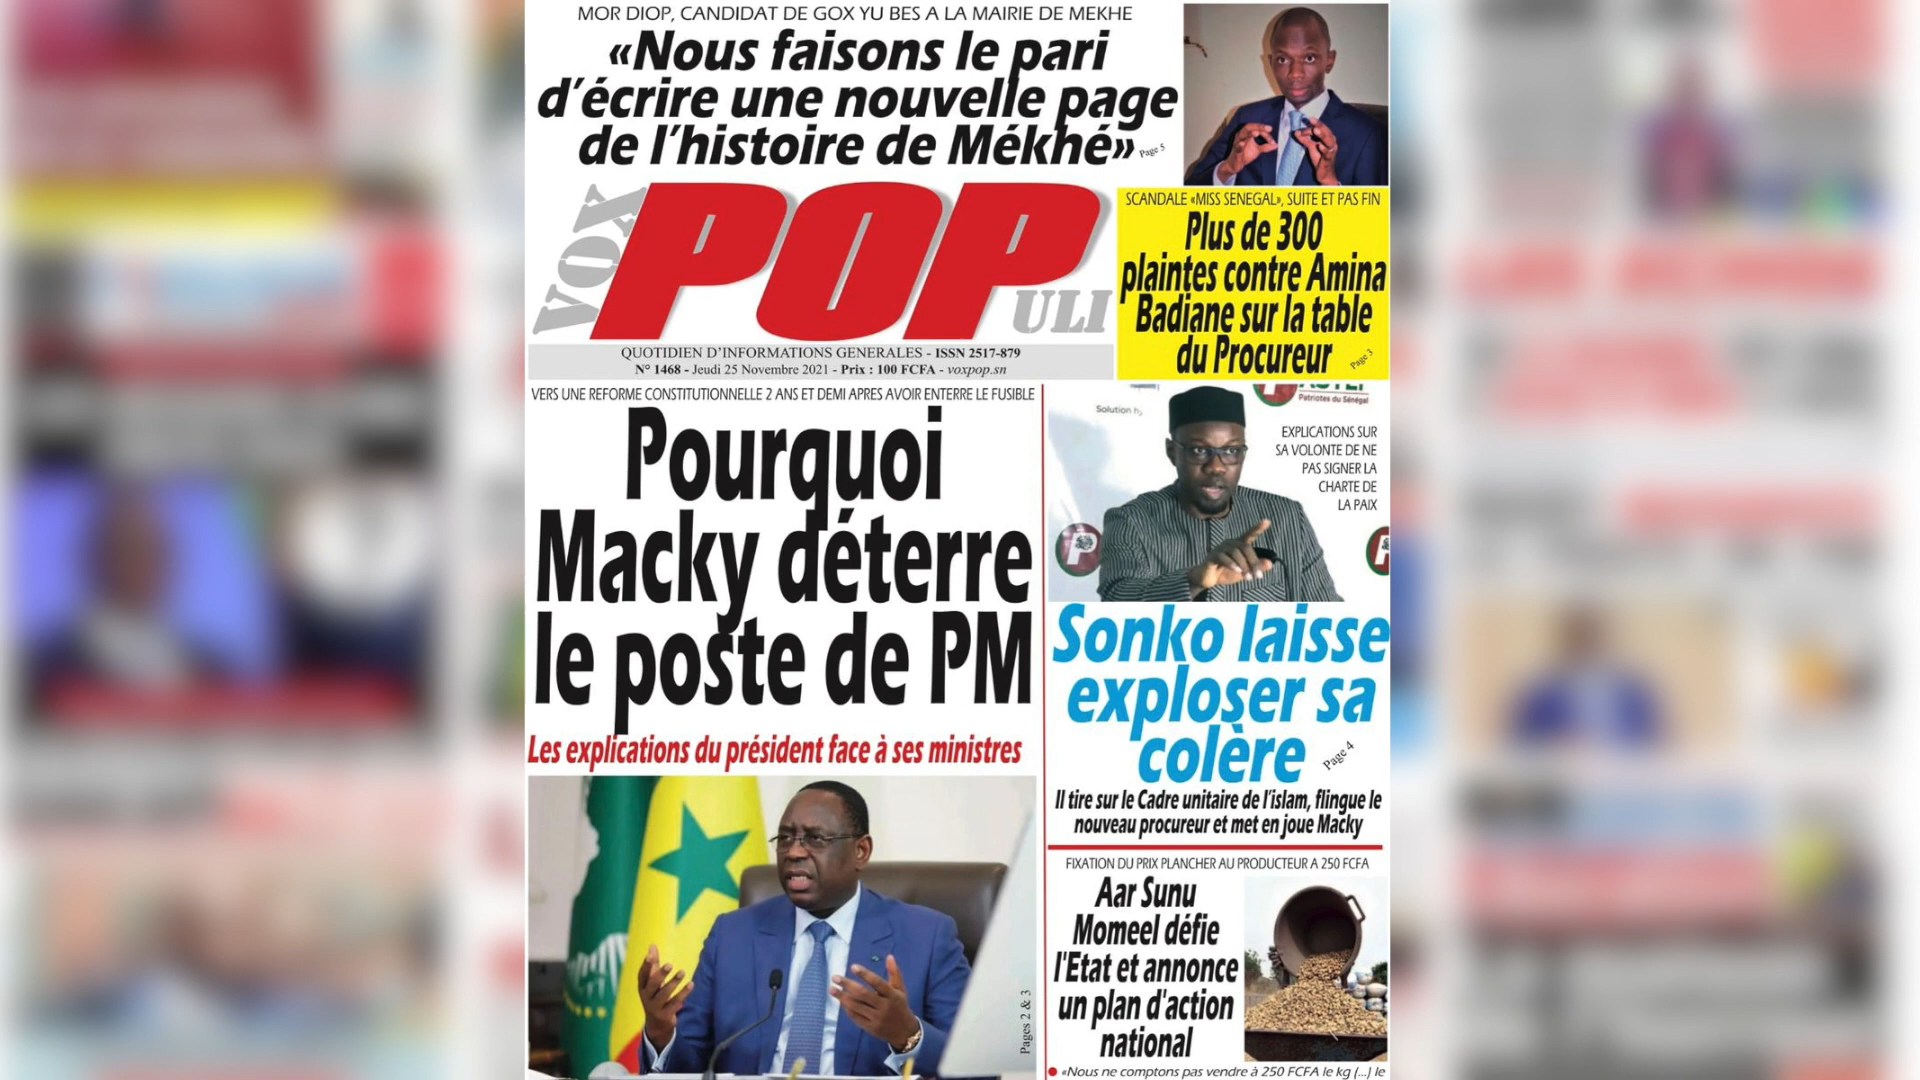 MOR DIOP, CANDIDAT DE GOX YU BES A LA MAIRIE DE MEKHE
«Nous faisons le pari
d'écrire une nouvelle page
de l'histoire de Mékhé»
Page 5
VOX
POP
ULI
QUOTIDIEN D'INFORMATIONS GENERALES - ISSN 2517-879
N° 1468 - Jeudi 25 Novembre 2021 - Prix : 100 FCFA - voxpop.sn
SCANDALE «MISS SENEGAL», SUITE ET PAS FIN
Plus de 300
plaintes contre Amina
Badiane sur la table
du Procureur
Page 3
VERS UNE REFORME CONSTITUTIONNELLE 2 ANS ET DEMI APRES AVOIR ENTERRE LE FUSIBLE
Pourquoi
Macky déterre
le poste de PM
Les explications du président face à ses ministres
Pages 2 & 3
Patriotes du Sénégal
Solution
P
EXPLICATIONS SUR
SA VOLONTE DE NE
PAS SIGNER LA
CHARTE DE
LA PAIX
Sonko laisse
exploser sa
colère
Page 4
Il tire sur le Cadre unitaire de l'islam, flingue le
nouveau procureur et met en joue Macky
FIXATION DU PRIX PLANCHER AU PRODUCTEUR A 250 FCFA
Aar Sunu
Momeel défie
l'Etat et annonce
un plan d'action
national
«Nous ne comptons pas vendre à 250 FCFA le kg (...) le